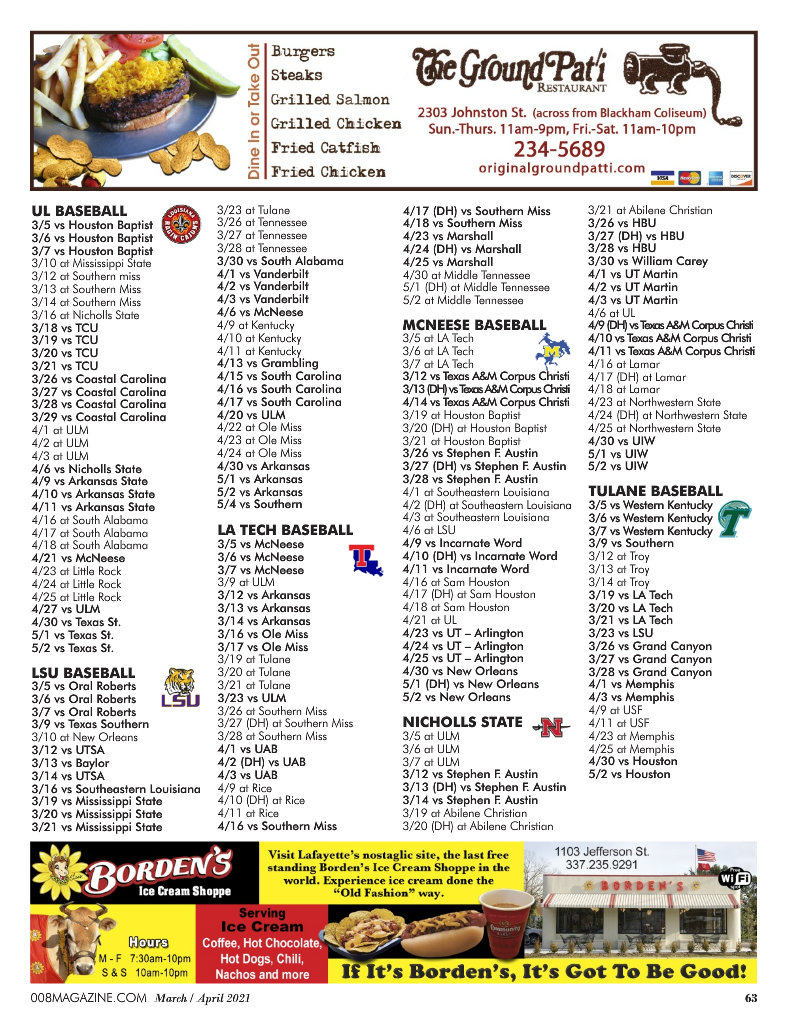 Dine In or Take Out
Burgers
Steaks
Grilled Salmon
Grilled Chicken
Fried Catfish
Fried Chicken
The Ground Pat'i
RESTAURANT
2303 Johnston St. (across from Blackham Coliseum)
Sun.-Thurs. 11am-9pm, Fri.-Sat. 11am-10pm
234-5689
originalgroundpatti.com
VISA
MasterCard
DISCOVER
UL BASEBALL
LOUISIANA
RAGIN CAJUNS
3/5 vs Houston Baptist
3/6 vs Houston Baptist
3/7 vs Houston Baptist
3/10 at Mississippi State
3/12 at Southern miss
3/13 at Southern Miss
3/14 at Southern Miss
3/16 at Nicholls State
3/18 vs TCU
3/19 vs TCU
3/20 vs TCU
3/21 vs TCU
3/26 vs Coastal Carolina
3/27 vs Coastal Carolina
3/28 vs Coastal Carolina
3/29 vs Coastal Carolina
4/1 at ULM
4/2 at ULM
4/3 at ULM
4/6 vs Nicholls State
4/9 vs Arkansas State
4/10 vs Arkansas State
4/11 vs Arkansas State
4/16 at South Alabama
4/17 at South Alabama
4/18 at South Alabama
4/21 vs McNeese
4/23 at Little Rock
4/24 at Little Rock
4/25 at Little Rock
4/27 vs ULM
4/30 vs Texas St.
5/1 vs Texas St.
5/2 vs Texas St.
LSU BASEBALL
LSU
3/5 vs Oral Roberts
3/6 vs Oral Roberts
3/7 vs Oral Roberts
3/9 vs Texas Southern
3/10 at New Orleans
3/12 vs UTSA
3/13 vs Baylor
3/14 vs UTSA
3/16 vs Southeastern Louisiana
3/19 vs Mississippi State
3/20 vs Mississippi State
3/21 vs Mississippi State
3/23 at Tulane
3/26 at Tennessee
3/27 at Tennessee
3/28 at Tennessee
3/30 vs South Alabama
4/1 vs Vanderbilt
4/2 vs Vanderbilt
4/3 vs Vanderbilt
4/6 vs McNeese
4/9 at Kentucky
4/10 at Kentucky
4/11 at Kentucky
4/13 vs Grambling
4/15 vs South Carolina
4/16 vs South Carolina
4/17 vs South Carolina
4/20 vs ULM
4/22 at Ole Miss
4/23 at Ole Miss
4/24 at Ole Miss
4/30 vs Arkansas
5/1 vs Arkansas
5/2 vs Arkansas
5/4 vs Southern
LA TECH BASEBALL
T
3/5 vs McNeese
3/6 vs McNeese
3/7 vs McNeese
3/9 at ULM
3/12 vs Arkansas
3/13 vs Arkansas
3/14 vs Arkansas
3/16 vs Ole Miss
3/17 vs Ole Miss
3/19 at Tulane
3/20 at Tulane
3/21 at Tulane
3/23 vs ULM
3/26 at Southern Miss
3/27 (DH) at Southern Miss
3/28 at Southern Miss
4/1 vs UAB
4/2 (DH) vs UAB
4/3 vs UAB
4/9 at Rice
4/10 (DH) at Rice
4/11 at Rice
4/16 vs Southern Miss
4/17 (DH) vs Southern Miss
4/18 vs Southern Miss
4/23 vs Marshall
4/24 (DH) vs Marshall
4/25 vs Marshall
4/30 at Middle Tennessee
5/1 (DH) at Middle Tennessee
5/2 at Middle Tennessee
MCNEESE BASEBALL
M
3/5 at LA Tech
3/6 at LA Tech
3/7 at LA Tech
3/12 vs Texas A&M Corpus Christi
3/13 (DH) vs Texas A&M Corpus Christi
4/14 vs Texas A&M Corpus Christi
3/19 at Houston Baptist
3/20 (DH) at Houston Baptist
3/21 at Houston Baptist
3/26 vs Stephen F. Austin
3/27 (DH) vs Stephen F. Austin
3/28 vs Stephen F. Austin
4/1 at Southeastern Louisiana
4/2 (DH) at Southeastern Louisiana
4/3 at Southeastern Louisiana
4/6 at LSU
4/9 vs Incarnate Word
4/10 (DH) vs Incarnate Word
4/11 vs Incarnate Word
4/16 at Sam Houston
4/17 (DH) at Sam Houston
4/18 at Sam Houston
4/21 at UL
4/23 vs UT – Arlington
4/24 vs UT – Arlington
4/25 vs UT – Arlington
4/30 vs New Orleans
5/1 (DH) vs New Orleans
5/2 vs New Orleans
NICHOLLS STATE
N
3/5 at ULM
3/6 at ULM
3/7 at ULM
3/12 vs Stephen F. Austin
3/13 (DH) vs Stephen F. Austin
3/14 vs Stephen F. Austin
3/19 at Abilene Christian
3/20 (DH) at Abilene Christian
3/21 at Abilene Christian
3/26 vs HBU
3/27 (DH) vs HBU
3/28 vs HBU
3/30 vs William Carey
4/1 vs UT Martin
4/2 vs UT Martin
4/3 vs UT Martin
4/6 at UL
4/9 (DH) vs Texas A&M Corpus Christi
4/10 vs Texas A&M Corpus Christi
4/11 vs Texas A&M Corpus Christi
4/16 at Lamar
4/17 (DH) at Lamar
4/18 at Lamar
4/23 at Northwestern State
4/24 (DH) at Northwestern State
4/25 at Northwestern State
4/30 vs UIW
5/1 vs UIW
5/2 vs UIW
TULANE BASEBALL
T
3/5 vs Western Kentucky
3/6 vs Western Kentucky
3/7 vs Western Kentucky
3/9 vs Southern
3/12 at Troy
3/13 at Troy
3/14 at Troy
3/19 vs LA Tech
3/20 vs LA Tech
3/21 vs LA Tech
3/23 vs LSU
3/26 vs Grand Canyon
3/27 vs Grand Canyon
3/28 vs Grand Canyon
4/1 vs Memphis
4/3 vs Memphis
4/9 at USF
4/11 at USF
4/23 at Memphis
4/25 at Memphis
4/30 vs Houston
5/2 vs Houston
BORDEN'S
Ice Cream Shoppe
Visit Lafayette's nostaglic site, the last free
standing Borden's Ice Cream Shoppe in the
world. Experience ice cream done the
"Old Fashion" way.
1103 Jefferson St.
337.235.9291
Free
Wi Fi
BORDEN'S
Hours
M - F 7:30am-10pm
S & S 10am-10pm
Serving
Ice Cream
Coffee, Hot Chocolate,
Hot Dogs, Chili,
Nachos and more
Community
If It's Borden's, It's Got To Be Good!
008MAGAZINE.COM March / April 2021
63